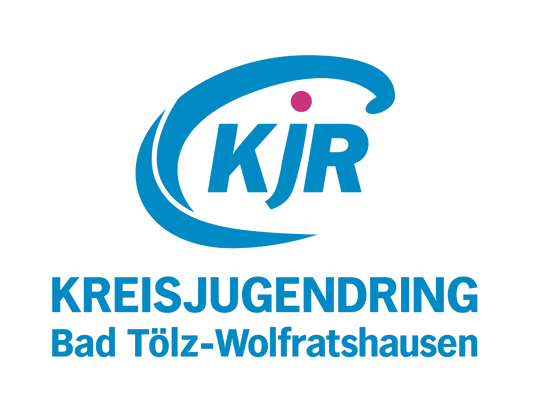 KJR
KREISJUGENDRING
Bad Tölz-Wolfratshausen